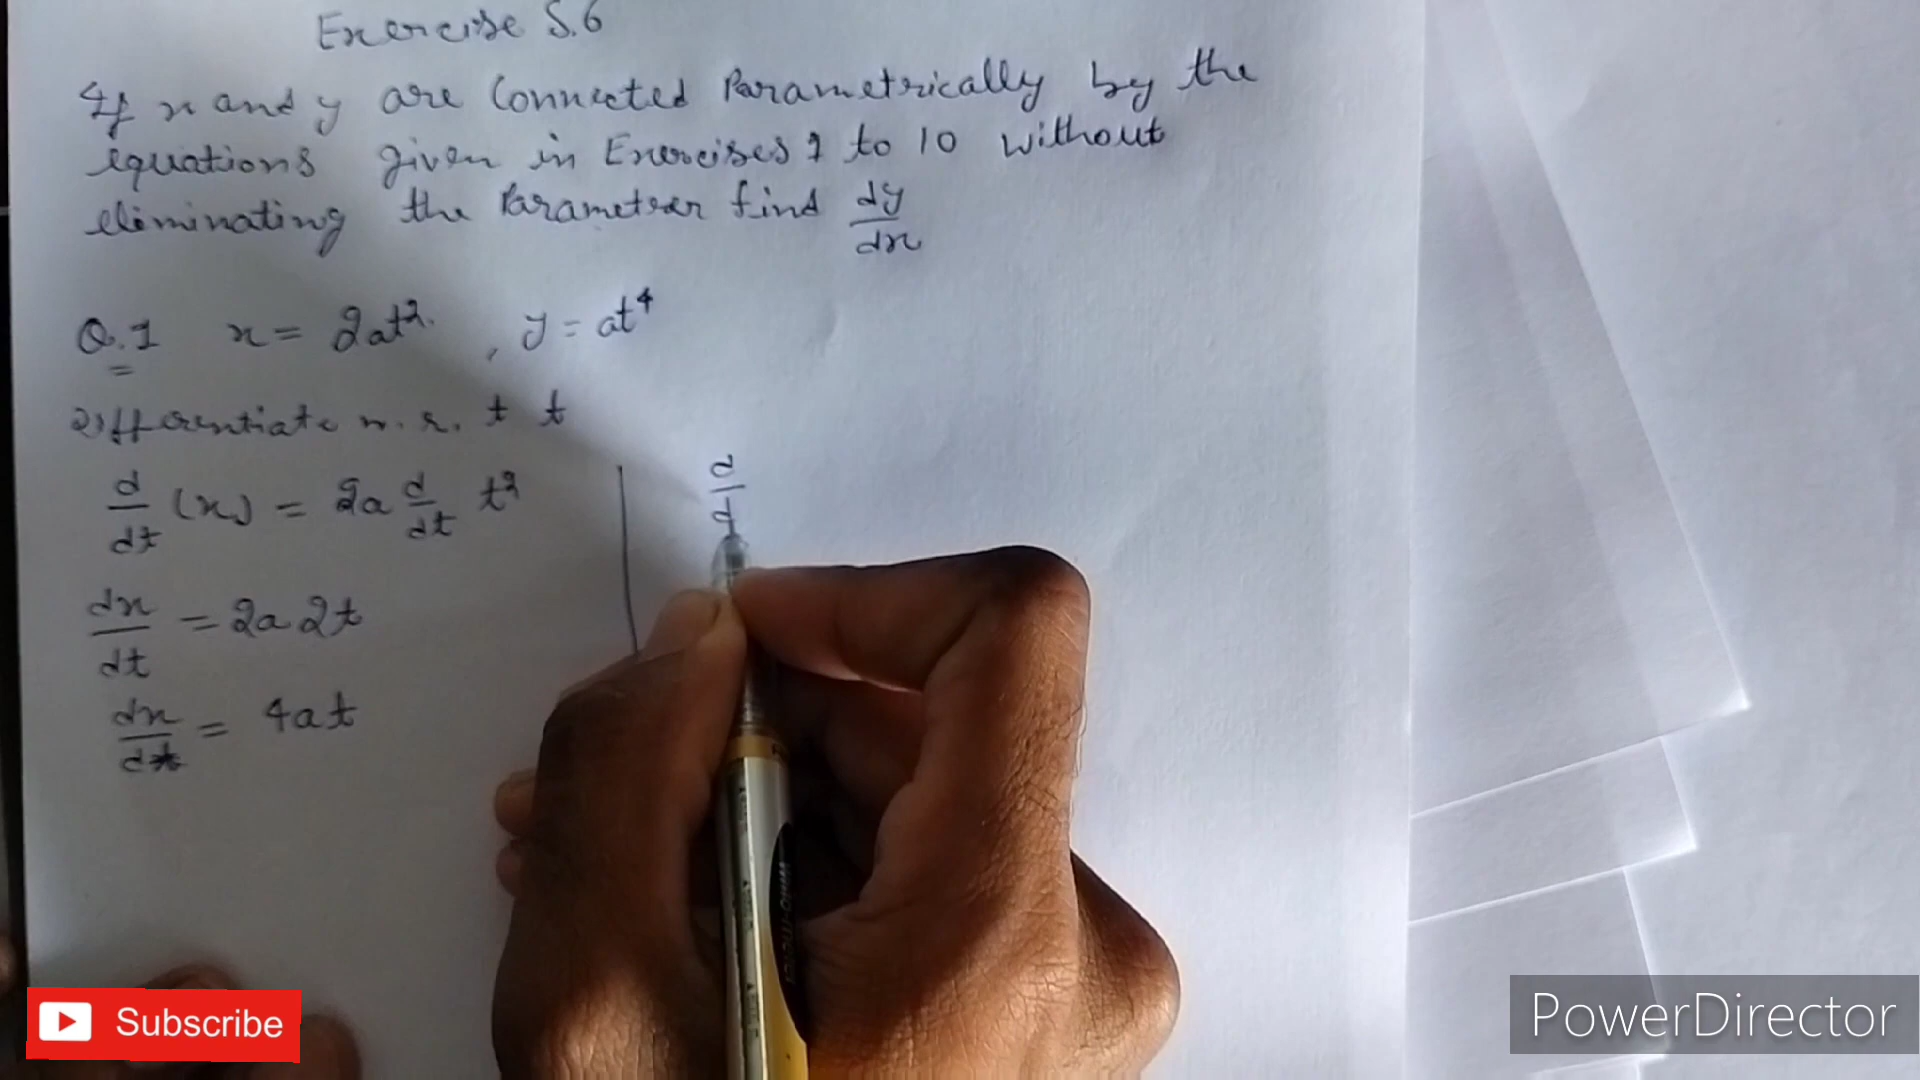 Exercise 5.6
If x and y are Connected Parametrically by the
equations given in Exercises 1 to 10 without
eliminating the Parameter find dy/dx
Q.1 x = 2at², y = at⁴
Differentiate w.r. t t
d/dt (x) = 2a d/dt t²
dx/dt = 2a 2t
dx/dt = 4at
d/d
Subscribe
PowerDirector